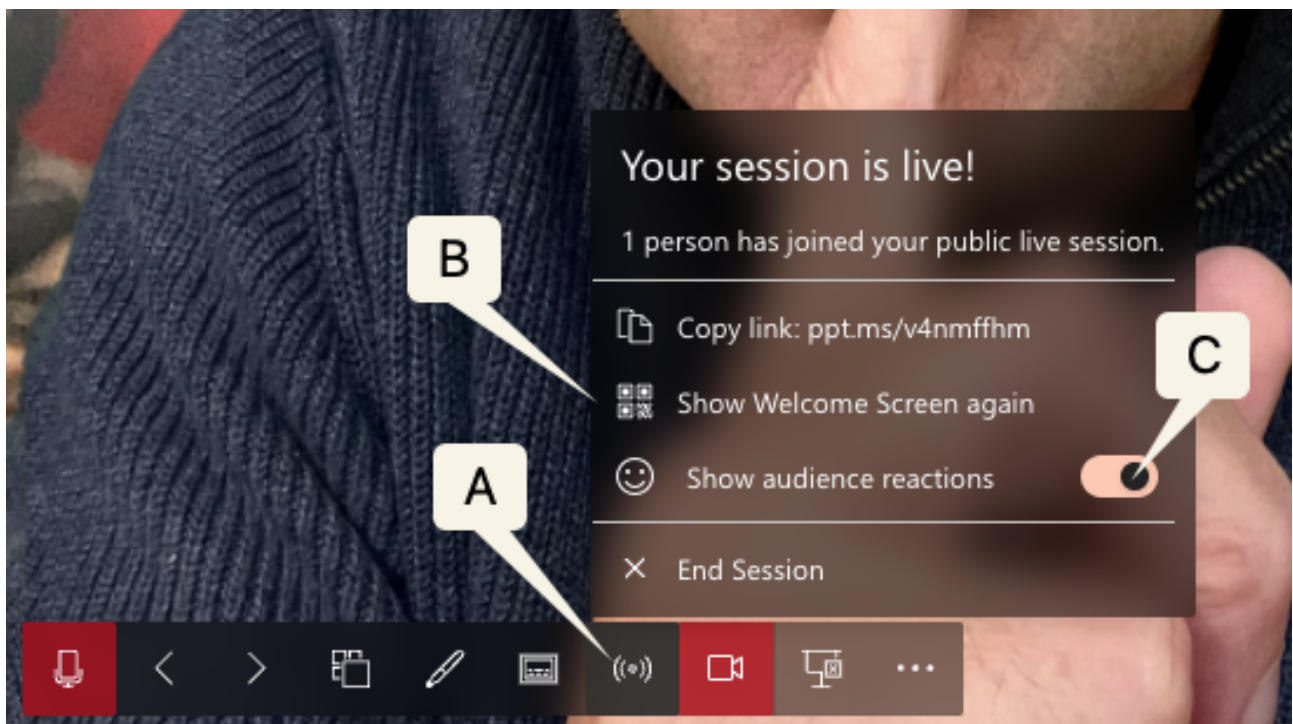 Your session is live!
1 person has joined your public live session.
B
Copy link: ppt.ms/v4nmffhm
C
Show Welcome Screen again
A
Show audience reactions
End Session